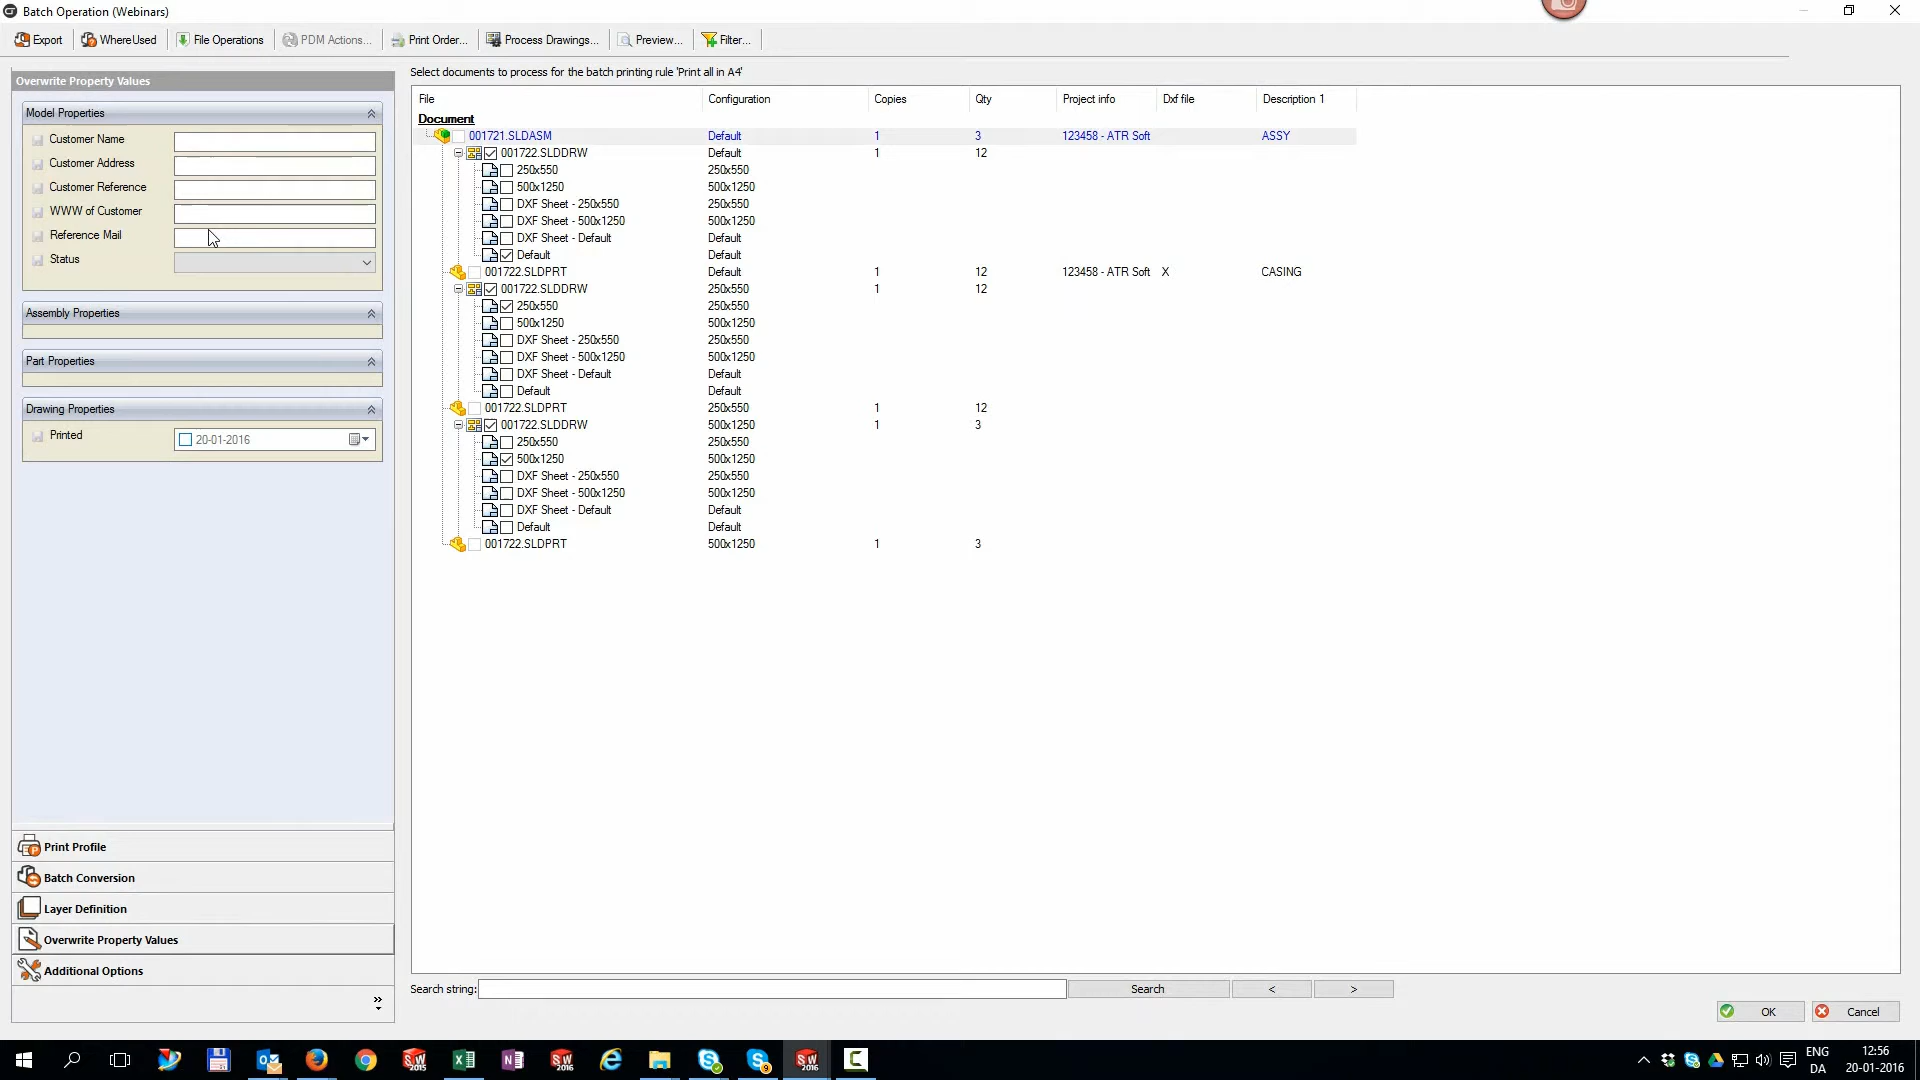 Batch Operation (Webinars)
Export WhereUsed File Operations PDM Actions... Print Order... Process Drawings... Preview... Filter...
Overwrite Property Values
Model Properties
Customer Name
Customer Address
Customer Reference
WWW of Customer
Reference Mail
Status
Assembly Properties
Part Properties
Drawing Properties
Printed 20-01-2016
Print Profile
Batch Conversion
Layer Definition
Overwrite Property Values
Additional Options
Select documents to process for the batch printing rule 'Print all in A4'
File Configuration Copies Qty Project info Dxf file Description 1
Document
001721.SLDASM Default 1 3 123458 - ATR Soft ASSY
001722.SLDDRW Default 1 12
250x550 250x550
500x1250 500x1250
DXF Sheet - 250x550 250x550
DXF Sheet - 500x1250 500x1250
DXF Sheet - Default Default
Default Default
001722.SLDPRT Default 1 12 123458 - ATR Soft X CASING
001722.SLDDRW 250x550 1 12
250x550 250x550
500x1250 500x1250
DXF Sheet - 250x550 250x550
DXF Sheet - 500x1250 500x1250
DXF Sheet - Default Default
Default Default
001722.SLDPRT 250x550 1 12
001722.SLDDRW 500x1250 1 3
250x550 250x550
500x1250 500x1250
DXF Sheet - 250x550 250x550
DXF Sheet - 500x1250 500x1250
DXF Sheet - Default Default
Default Default
001722.SLDPRT 500x1250 1 3
Search string: Search < >
OK Cancel
ENG 12:56
DA 20-01-2016